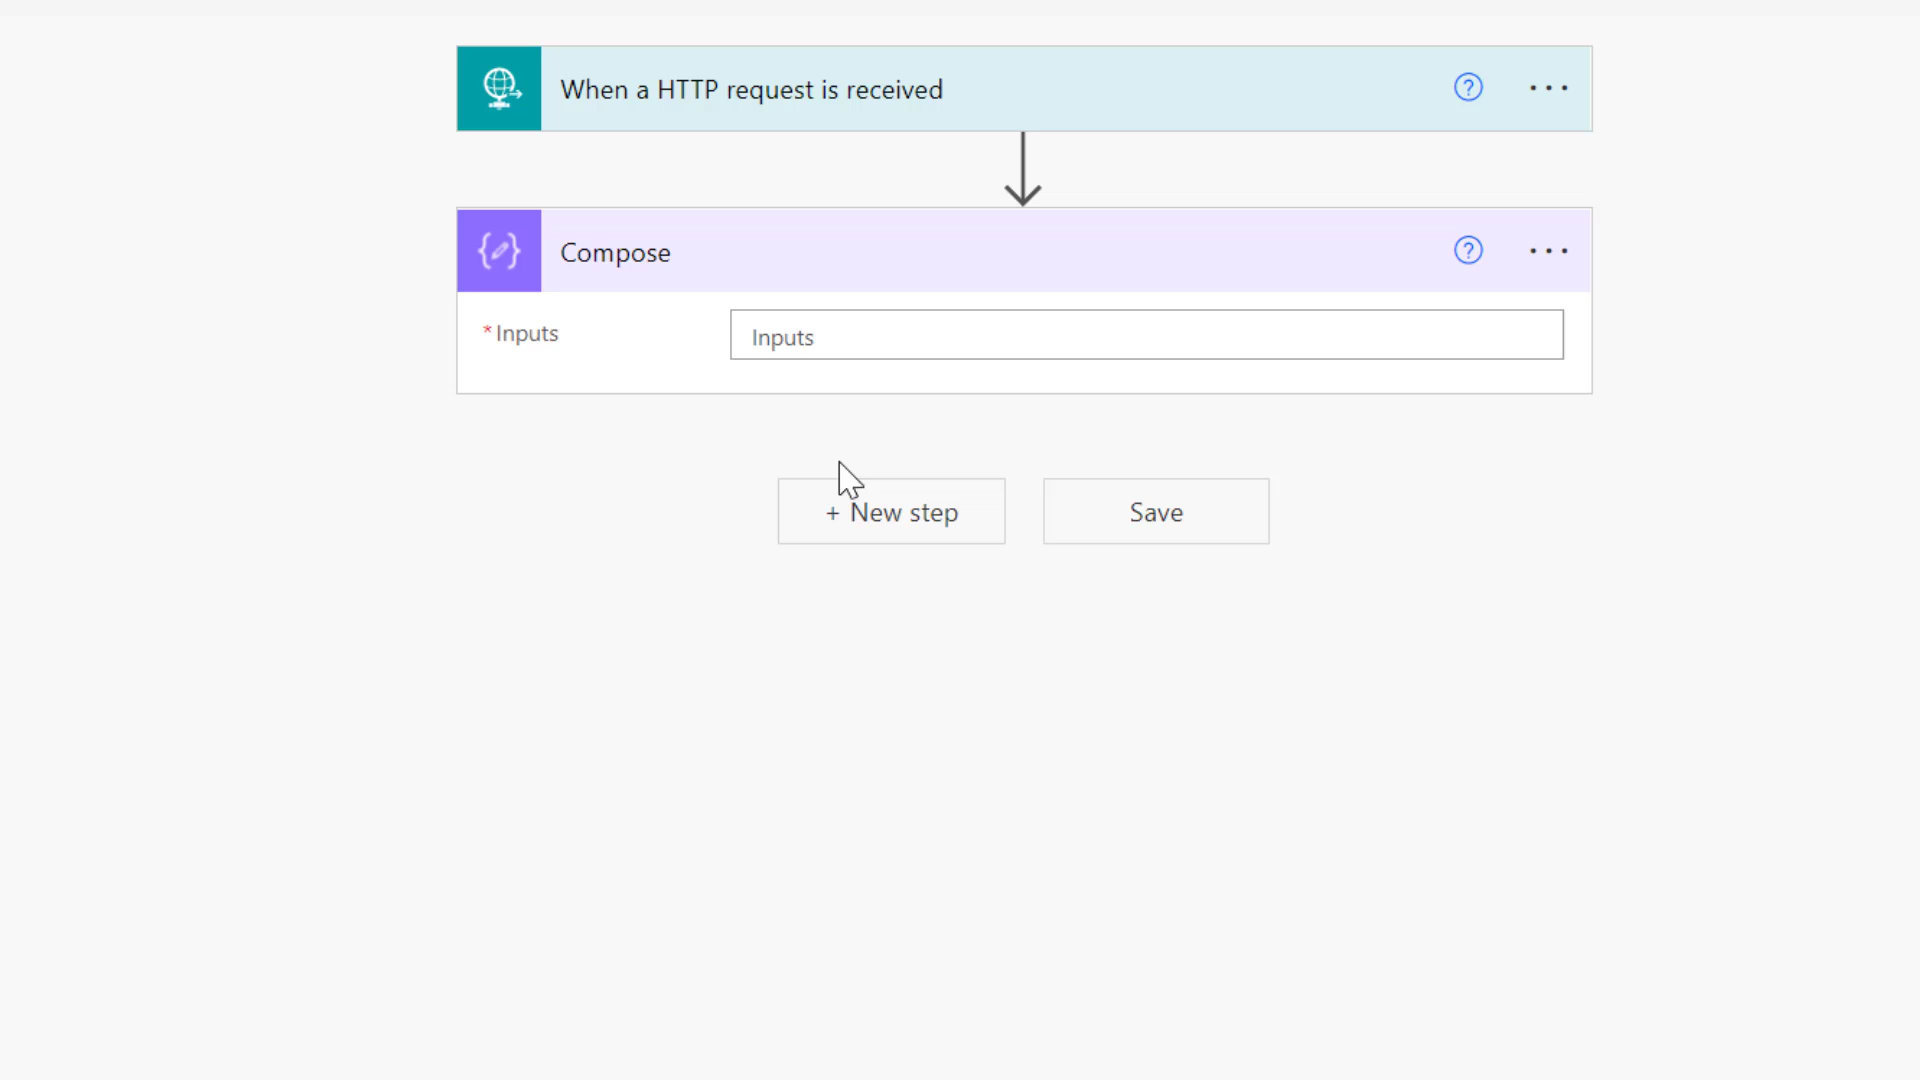 When a HTTP request is received
Compose
*Inputs
Inputs
+ New step
Save